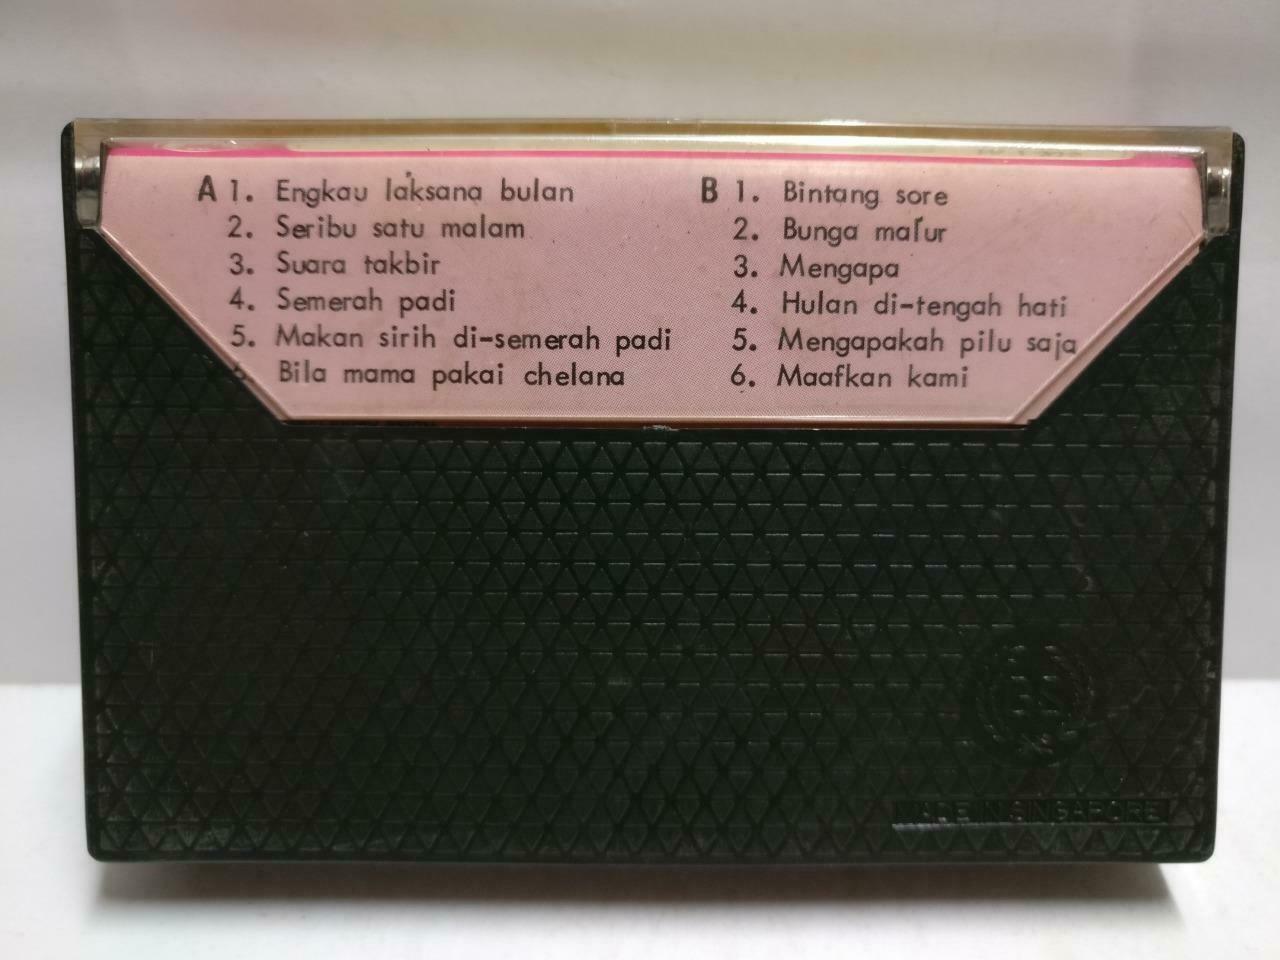 A 1. Engkau laksana bulan
2. Seribu satu malam
3. Suara takbir
4. Semerah padi
5. Makan sirih di-semerah padi
Bila mama pakai chelana
B 1. Bintang sore
2. Bunga malur
3. Mengapa
4. Hulan di-tengah hati
5. Mengapakah pilu saja
6. Maafkan kami
MADE IN SINGAPORE